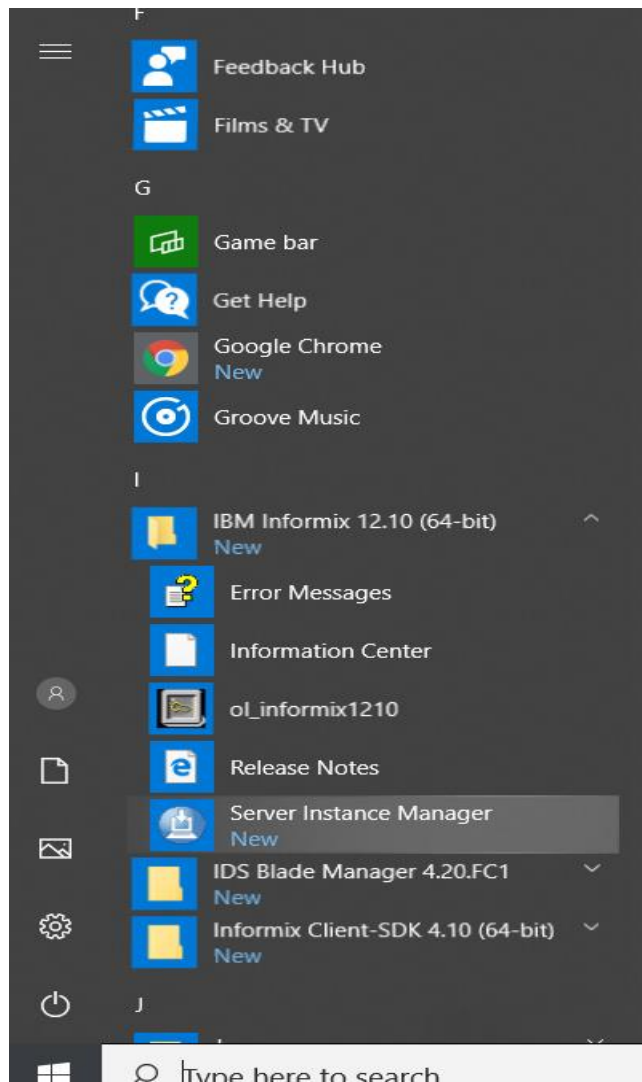 F
Feedback Hub
Films & TV
G
Game bar
Get Help
Google Chrome
New
Groove Music
I
IBM Informix 12.10 (64-bit)
New
Error Messages
Information Center
ol_informix1210
Release Notes
Server Instance Manager
New
IDS Blade Manager 4.20.FC1
New
Informix Client-SDK 4.10 (64-bit)
New
J
Type here to search